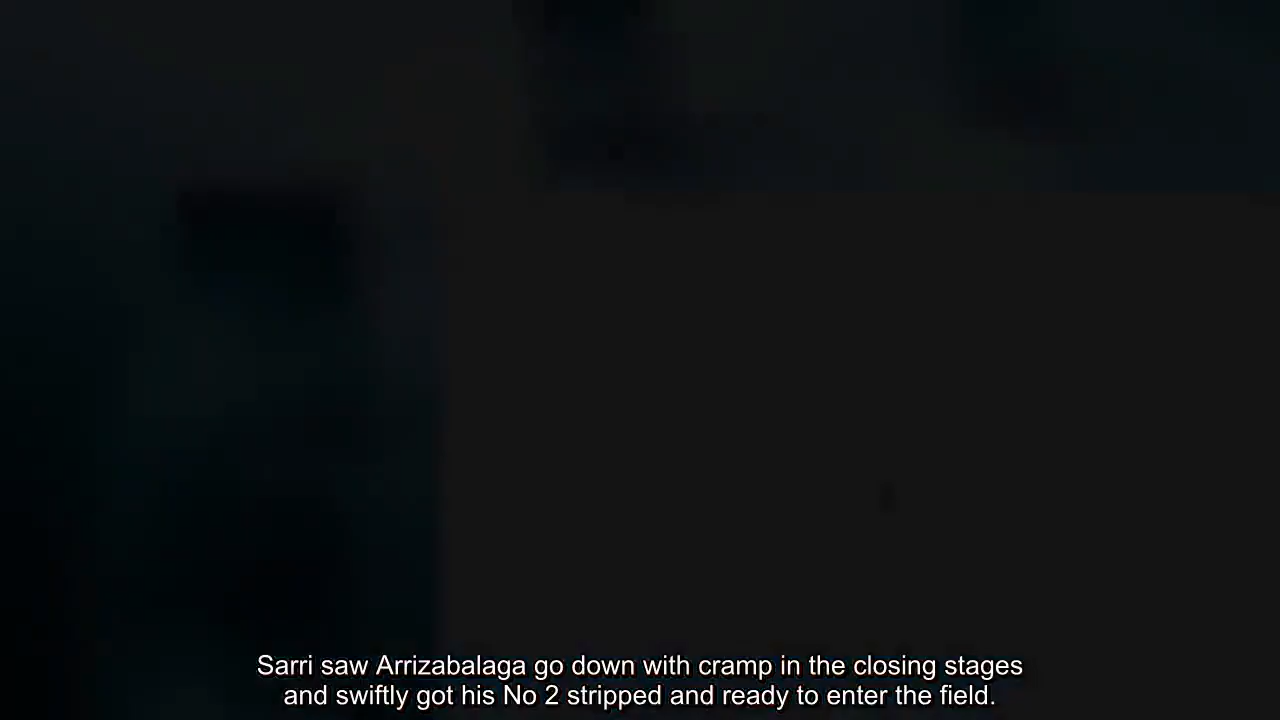 Sarri saw Arrizabalaga go down with cramp in the closing stages
and swiftly got his No 2 stripped and ready to enter the field.